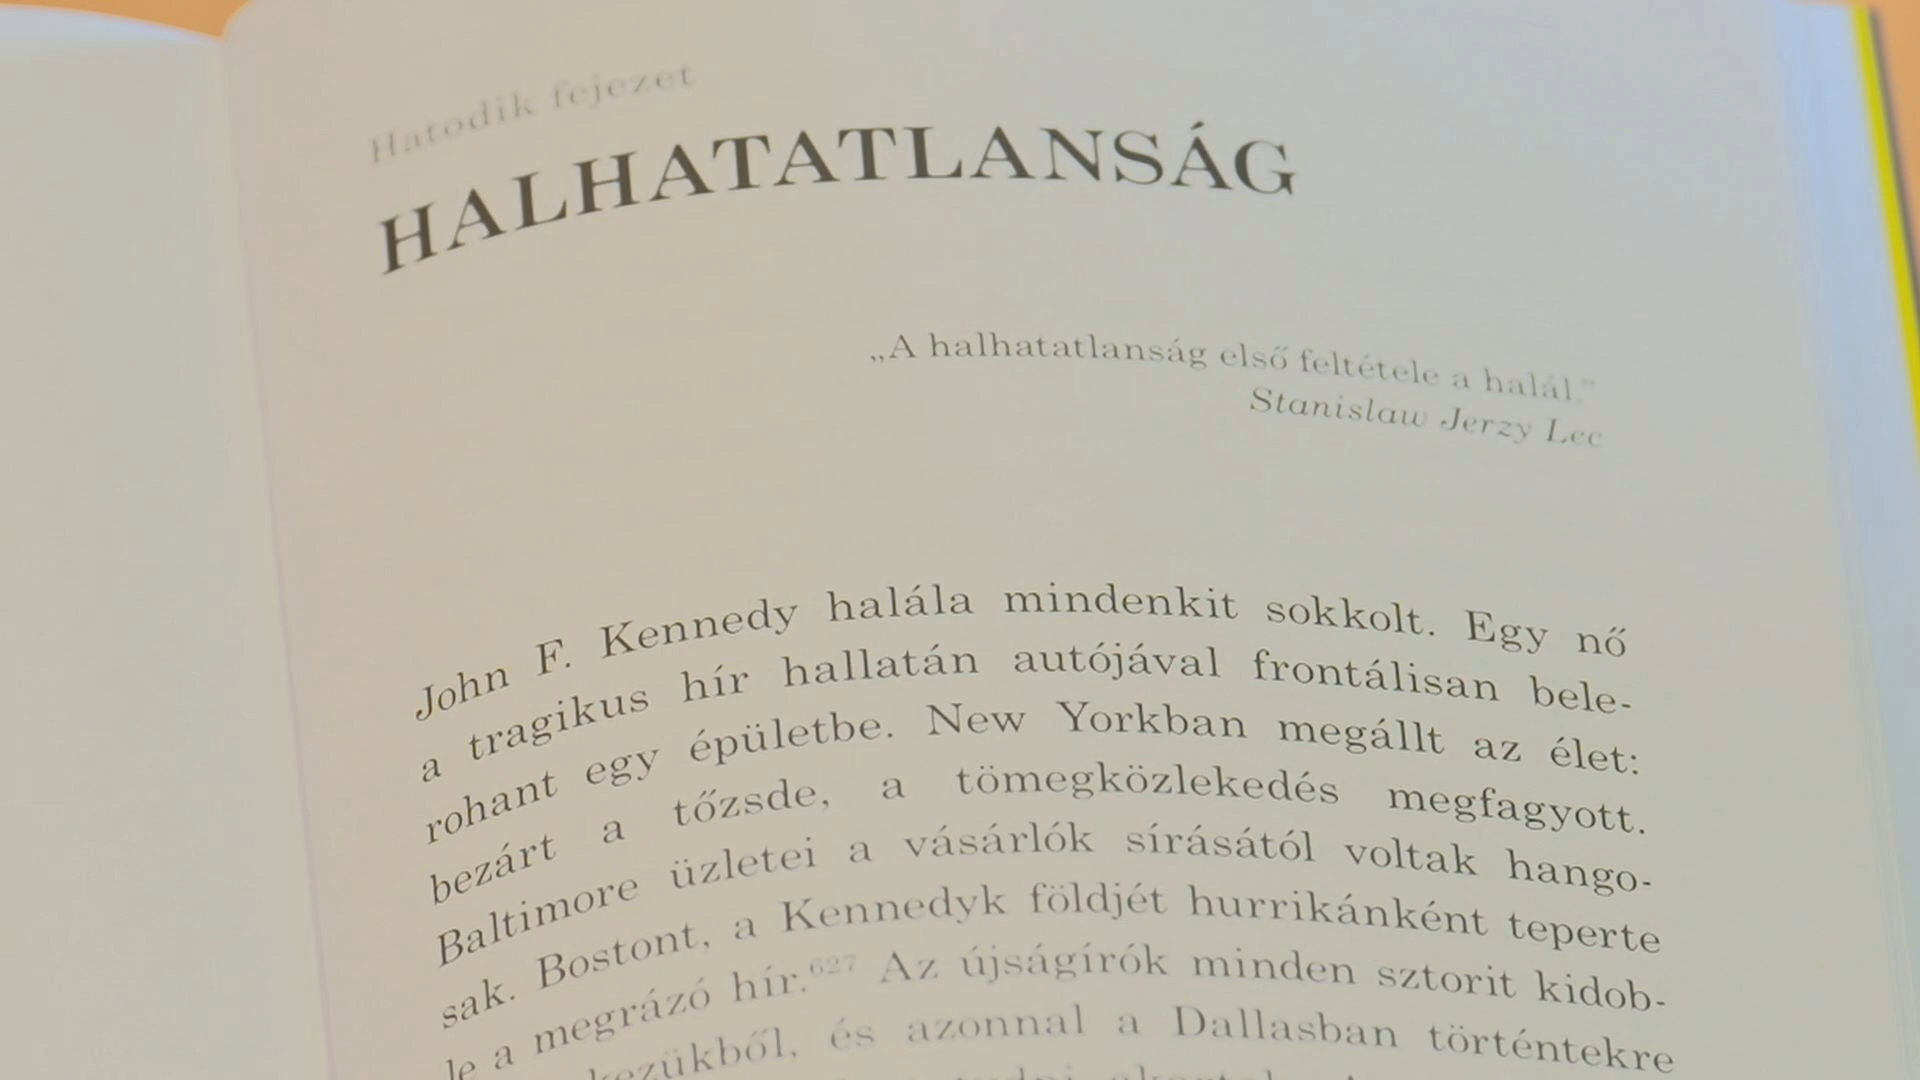 Hatodik fejezet
HALHATATLANSÁG
„A halhatatlanság első feltétele a halál.”
Stanislaw Jerzy Lec
John F. Kennedy halála mindenkit sokkolt. Egy nő
a tragikus hír hallatán autójával frontálisan bele-
rohant egy épületbe. New Yorkban megállt az élet:
bezárt a tőzsde, a tömegközlekedés megfagyott.
Baltimore üzletei a vásárlók sírásától voltak hango-
sak. Bostont, a Kennedyk földjét hurrikánként teperte
le a megrázó hír.627 Az újságírók minden sztorit kidob-
kezükből, és azonnal a Dallasban történtekre